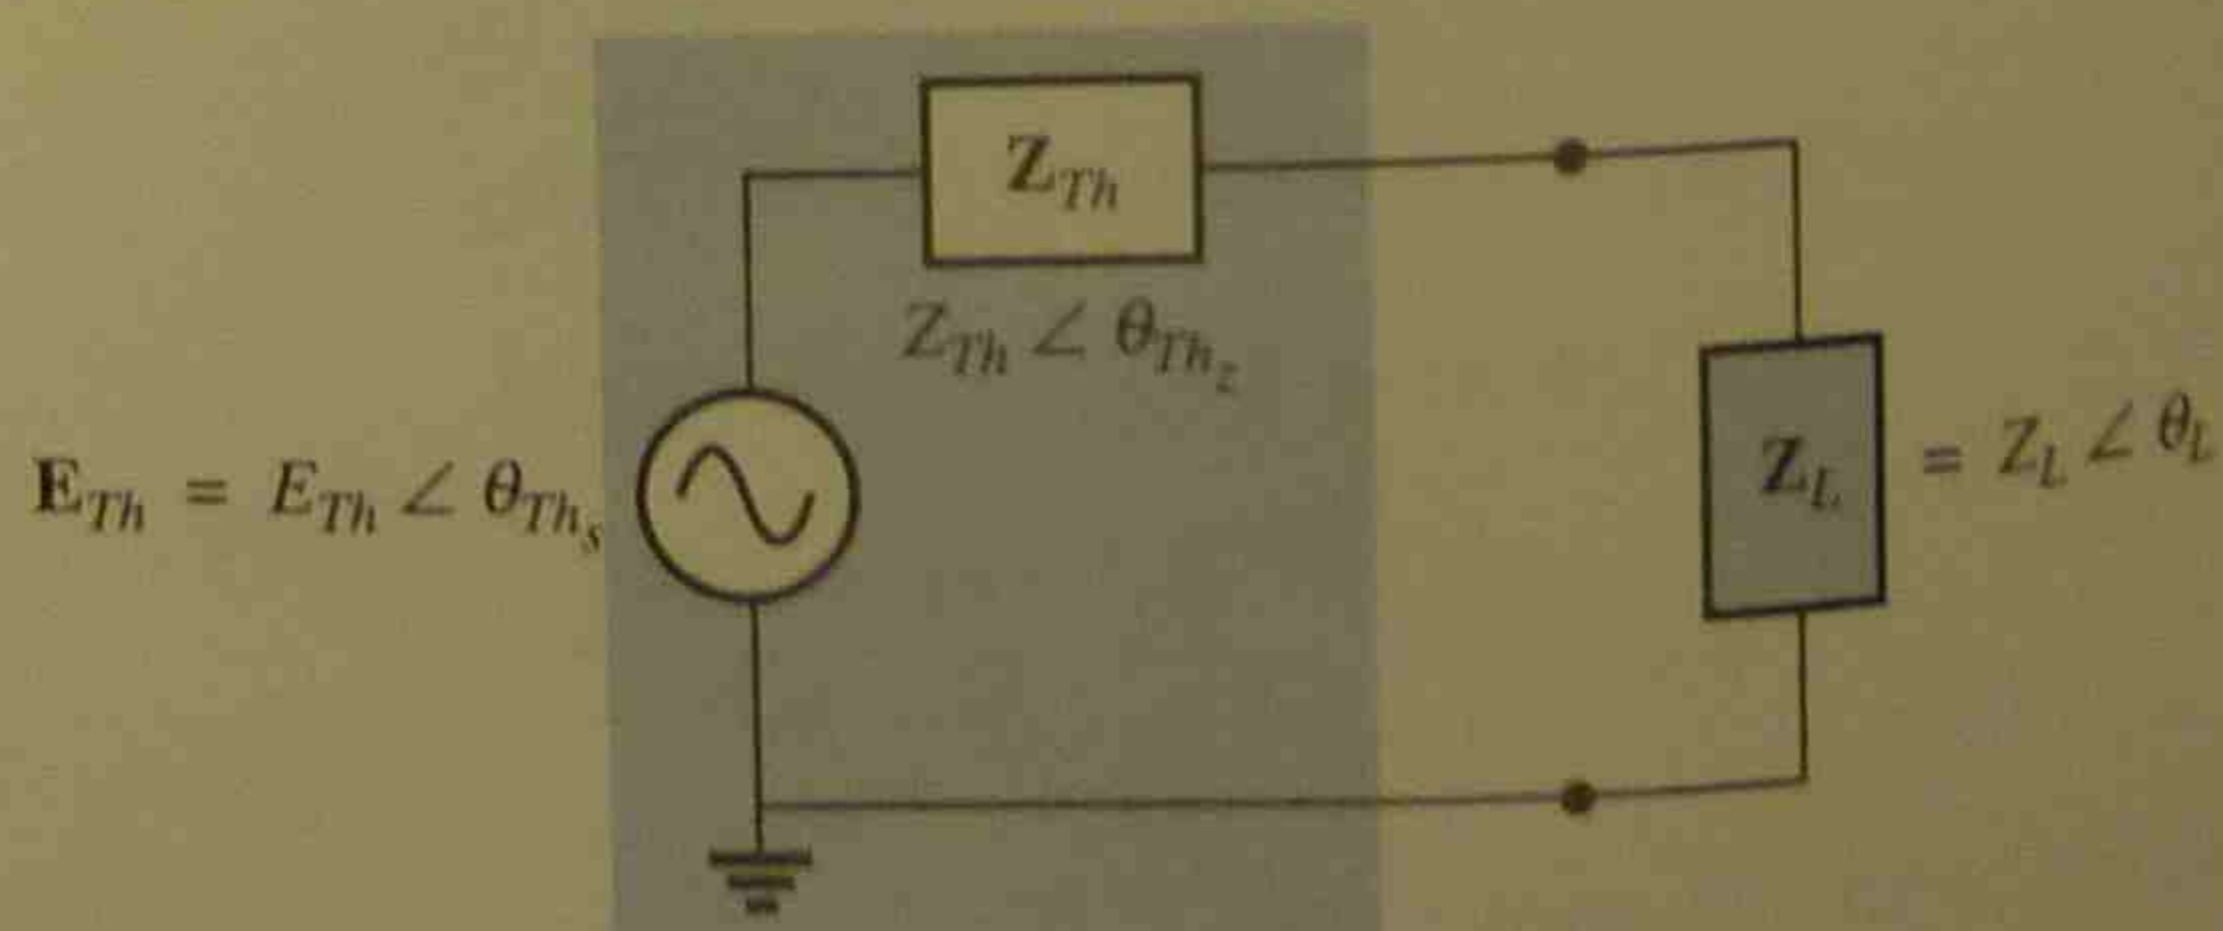 Z_Th
Z_Th ∠ θ_Th_z
E_Th = E_Th ∠ θ_Th_s
Z_L = Z_L ∠ θ_L